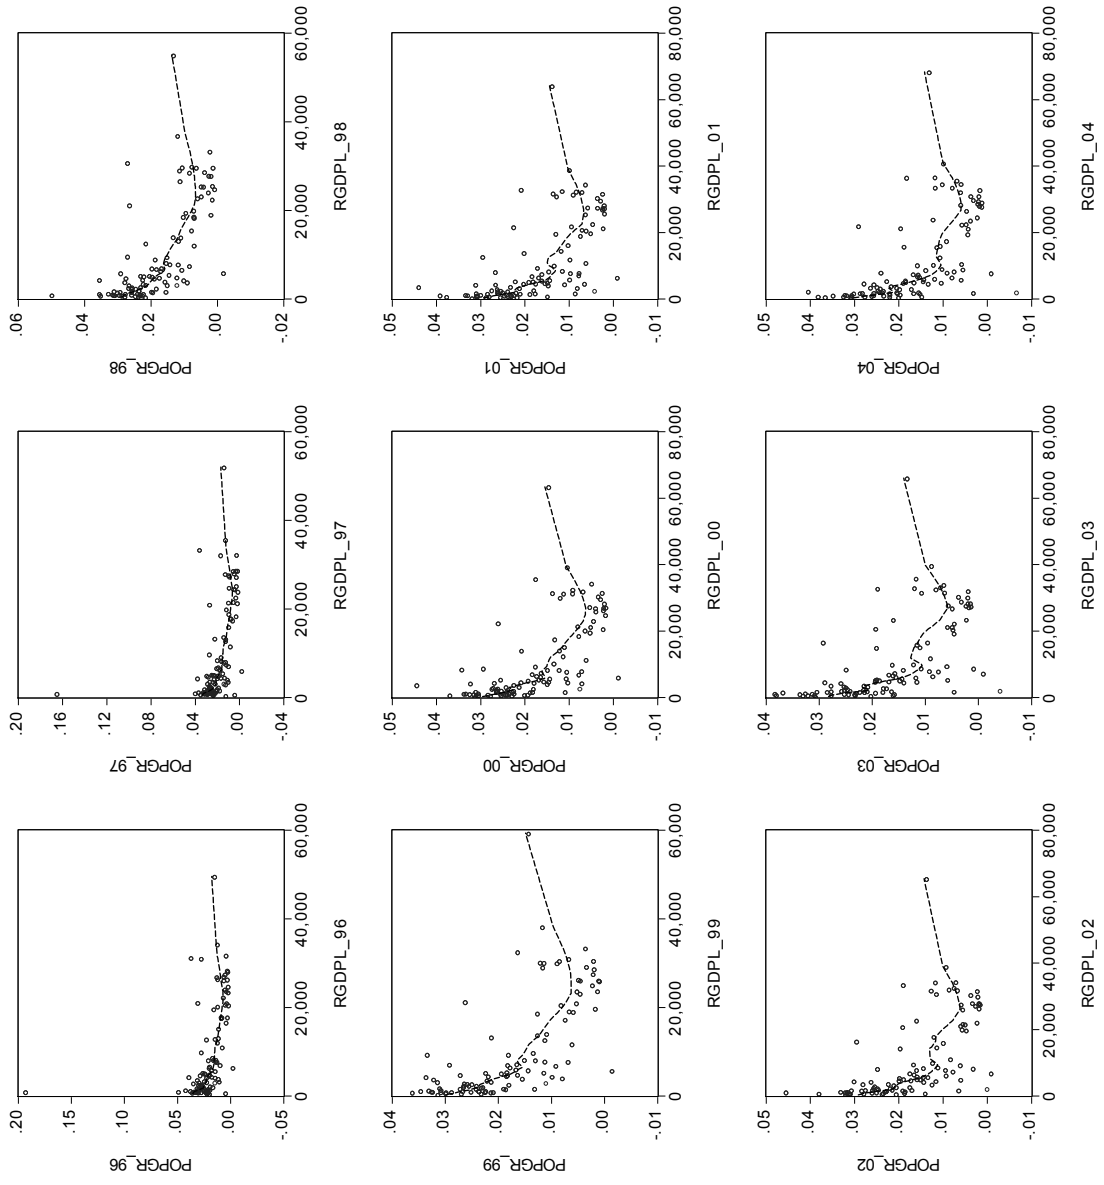 POPGR_96
.20 .15 .10 .05 .00 -.05
0 20,000 40,000 60,000
RGDPL_96
POPGR_97
.20 .16 .12 .08 .04 .00 -.04
0 20,000 40,000 60,000
RGDPL_97
POPGR_98
.06 .04 .02 .00 -.02
0 20,000 40,000 60,000
RGDPL_98
POPGR_99
.04 .03 .02 .01 .00 -.01
0 20,000 40,000 60,000
RGDPL_99
POPGR_00
.05 .04 .03 .02 .01 .00 -.01
0 20,000 40,000 60,000 80,000
RGDPL_00
POPGR_01
.05 .04 .03 .02 .01 .00 -.01
0 20,000 40,000 60,000 80,000
RGDPL_01
POPGR_02
.05 .04 .03 .02 .01 .00 -.01
0 20,000 40,000 60,000 80,000
RGDPL_02
POPGR_03
.04 .03 .02 .01 .00 -.01
0 20,000 40,000 60,000 80,000
RGDPL_03
POPGR_04
.05 .04 .03 .02 .01 .00 -.01
0 20,000 40,000 60,000 80,000
RGDPL_04